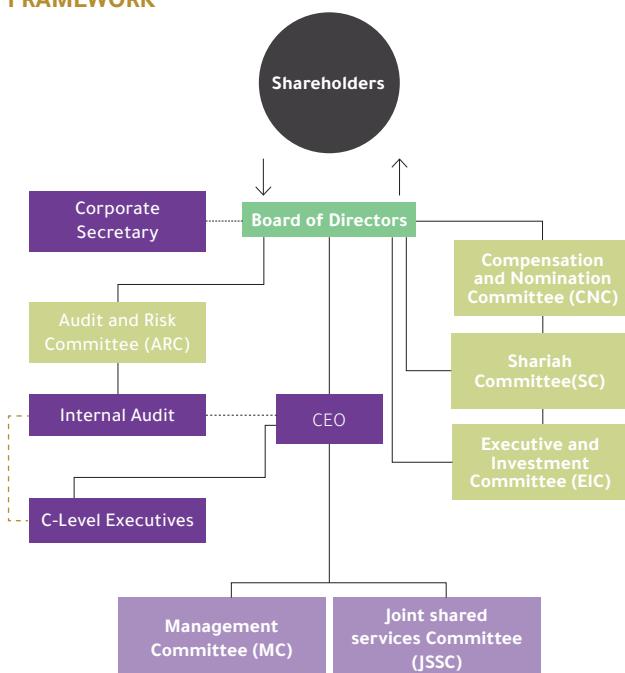 FRAMEWORK
Shareholders
Corporate
Secretary
Board of Directors
Compensation
and Nomination
Committee (CNC)
Audit and Risk
Committee (ARC)
Shariah
Committee(SC)
Internal Audit
CEO
Executive and
Investment
Committee (EIC)
C-Level Executives
Management
Committee (MC)
Joint shared
services Committee
(JSSC)